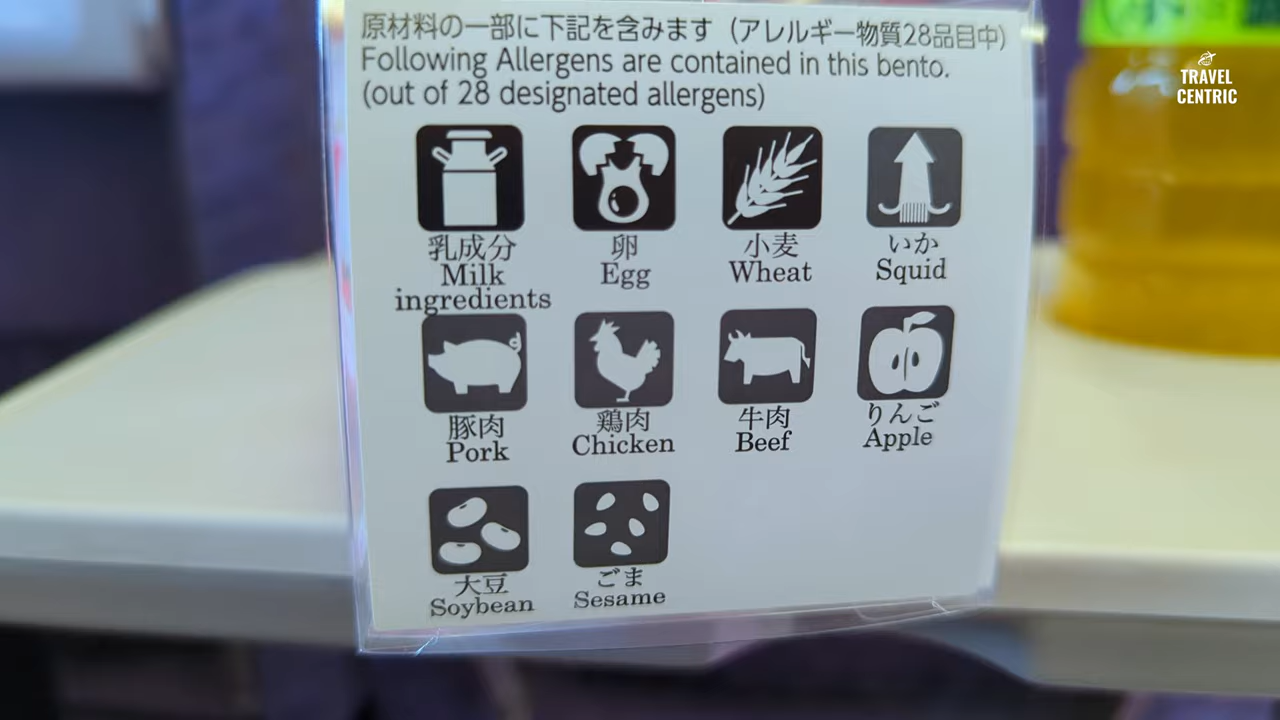 原材料の一部に下記を含みます（アレルギー物質28品目中）
Following Allergens are contained in this bento.
(out of 28 designated allergens)
乳成分
Milk
ingredients
卵
Egg
小麦
Wheat
いか
Squid
豚肉
Pork
鶏肉
Chicken
牛肉
Beef
りんご
Apple
大豆
Soybean
ごま
Sesame
TRAVEL
CENTRIC